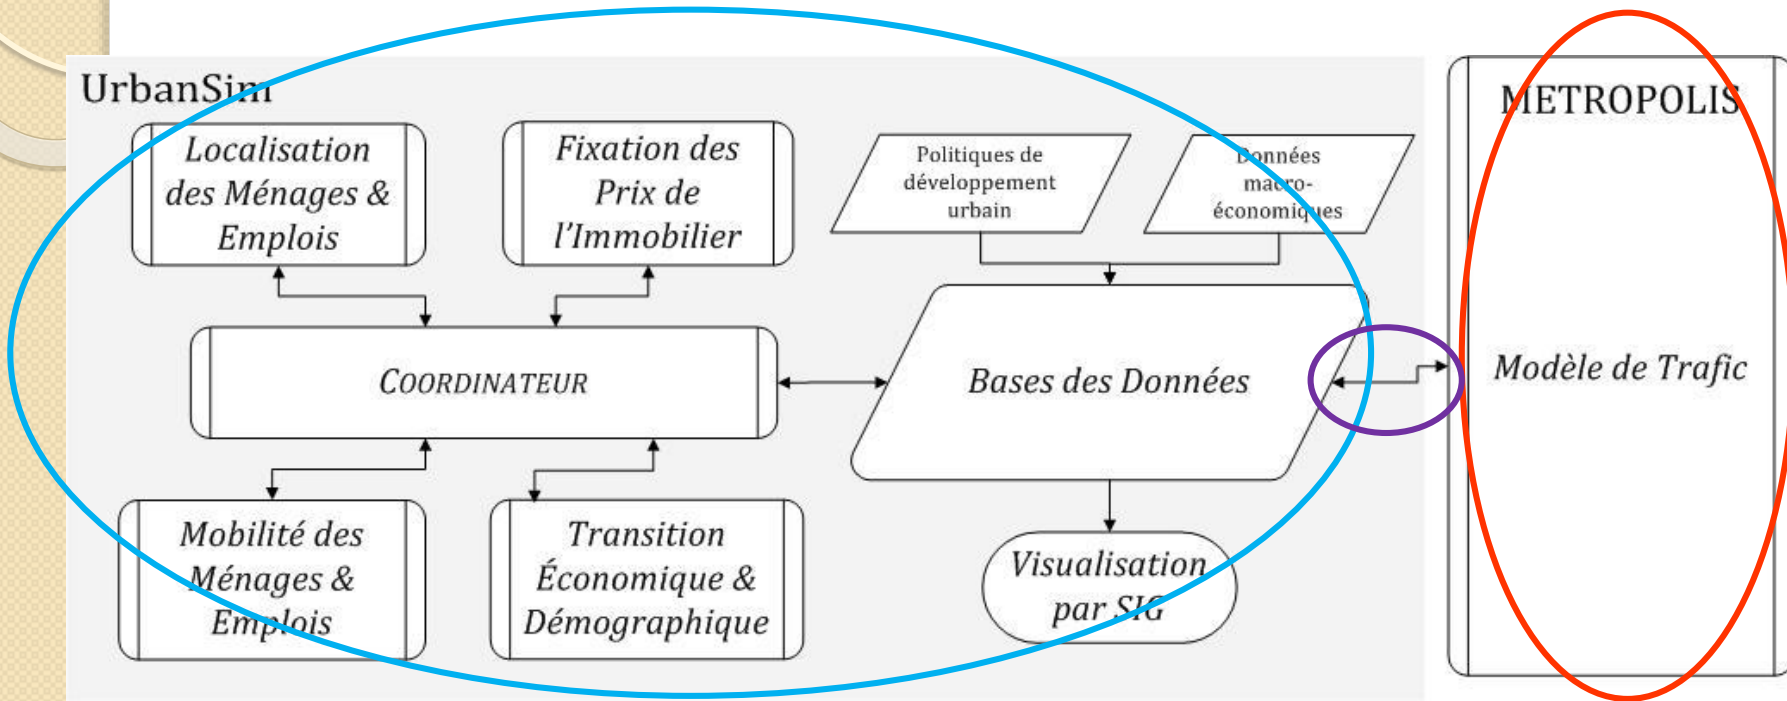 UrbanSim
METROPOLIS
Localisation
des Ménages &
Emplois
Fixation des
Prix de
l'Immobilier
Politiques de
développement
urbain
Données
macro-
économiques
COORDINATEUR
Bases des Données
Modèle de Trafic
Mobilité des
Ménages &
Emplois
Transition
Économique &
Démographique
Visualisation
par SIG